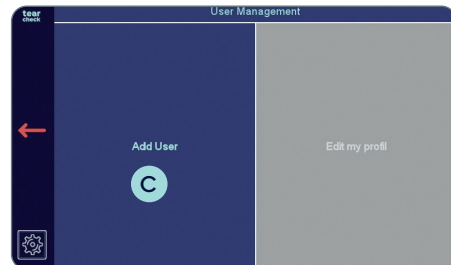 tear
check
User Management
Add User
Edit my profil
C